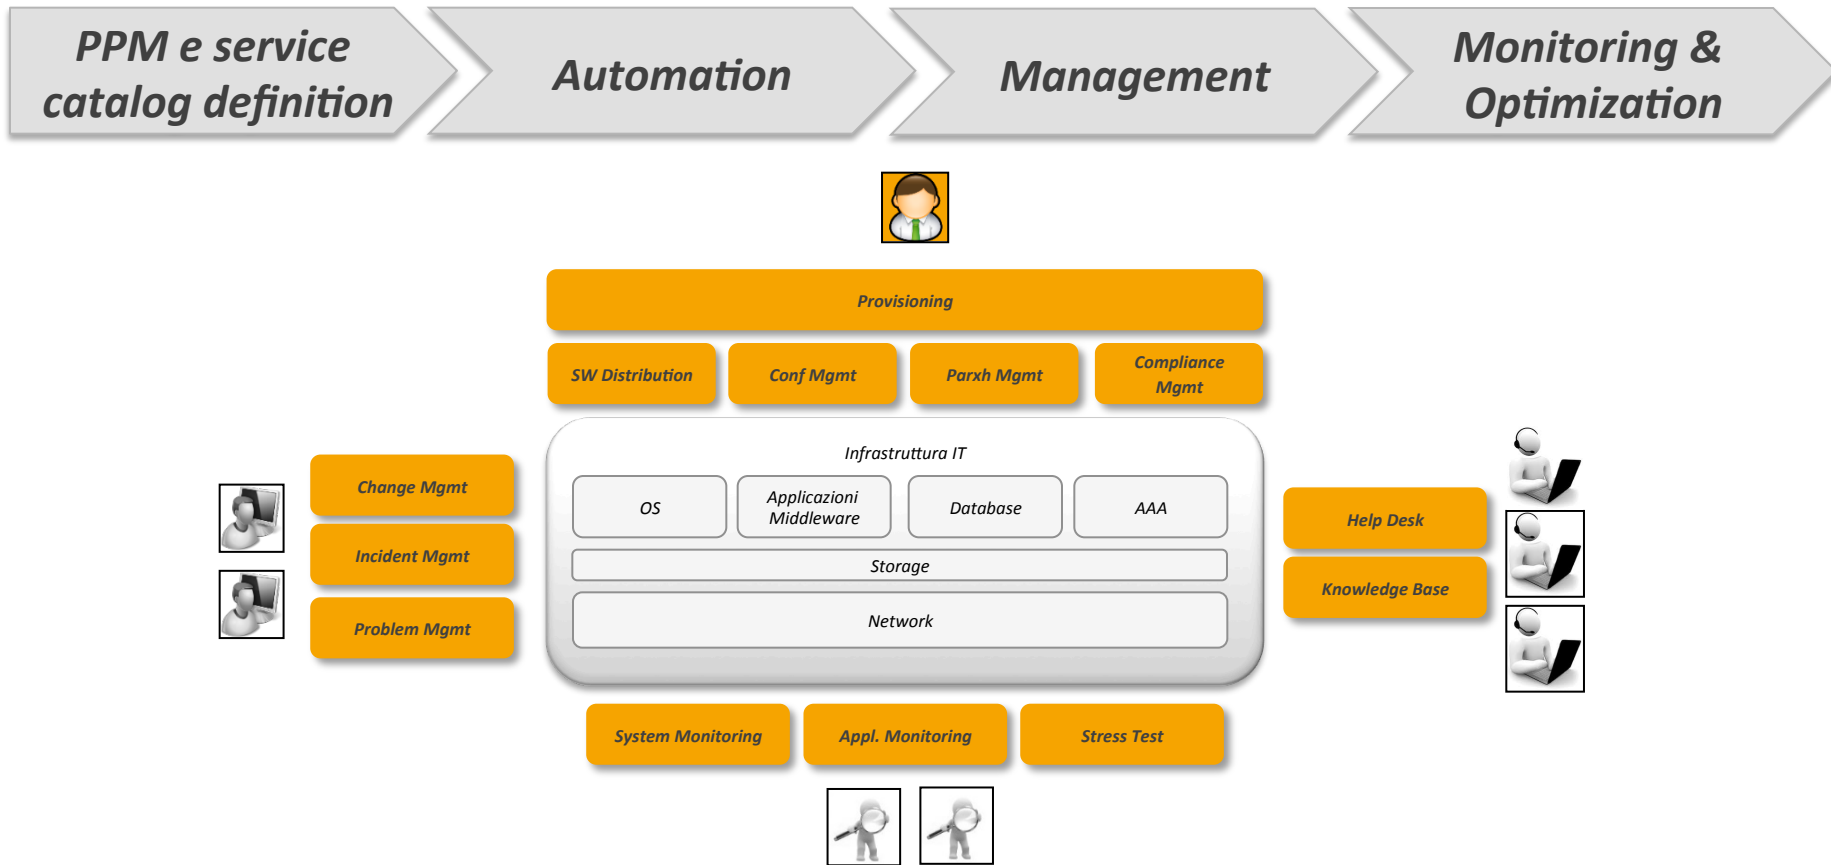 PPM e service
catalog definition
Automation
Management
Monitoring &
Optimization
Provisioning
SW Distribution
Conf Mgmt
Parxh Mgmt
Compliance
Mgmt
Infrastruttura IT
OS
Applicazioni
Middleware
Database
AAA
Storage
Network
Change Mgmt
Incident Mgmt
Problem Mgmt
Help Desk
Knowledge Base
System Monitoring
Appl. Monitoring
Stress Test